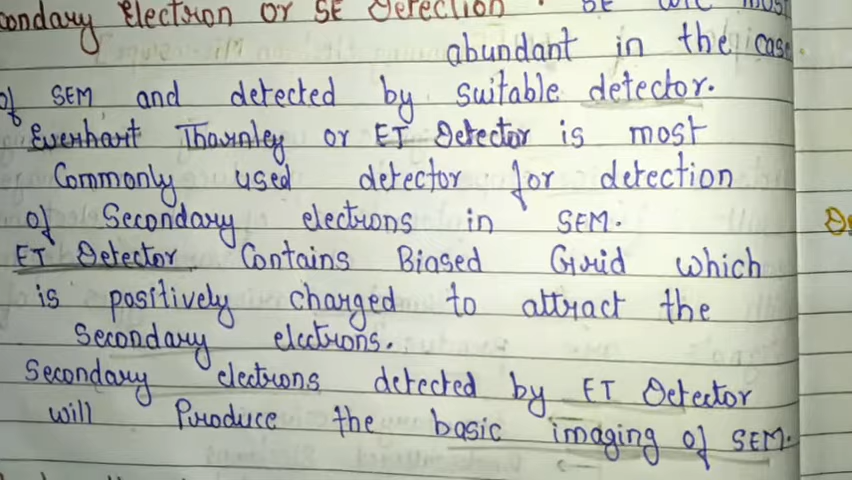 condary Electron or SE Detection. SE are most
abundant in the case
of SEM and detected by suitable detector.
Everhart Thornley or ET Detector is most
Commonly used detector for detection
of Secondary electrons in SEM.
ET Detector Contains Biased Grid which
is positively charged to attract the
Secondary electrons.
Secondary electrons detected by ET Detector
will Produce the basic imaging of SEM.